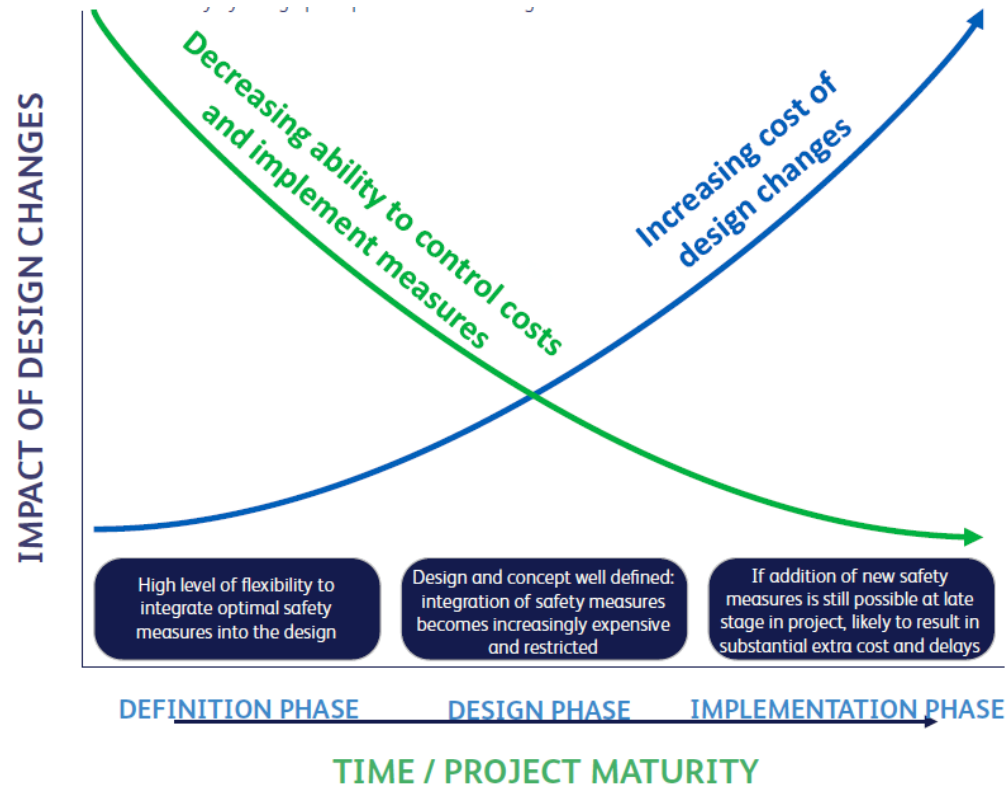 IMPACT OF DESIGN CHANGES
Decreasing ability to control costs
and implement measures
Increasing cost of
design changes
High level of flexibility to
integrate optimal safety
measures into the design
Design and concept well defined:
integration of safety measures
becomes increasingly expensive
and restricted
If addition of new safety
measures is still possible at late
stage in project, likely to result in
substantial extra cost and delays
DEFINITION PHASE
DESIGN PHASE
IMPLEMENTATION PHASE
TIME / PROJECT MATURITY